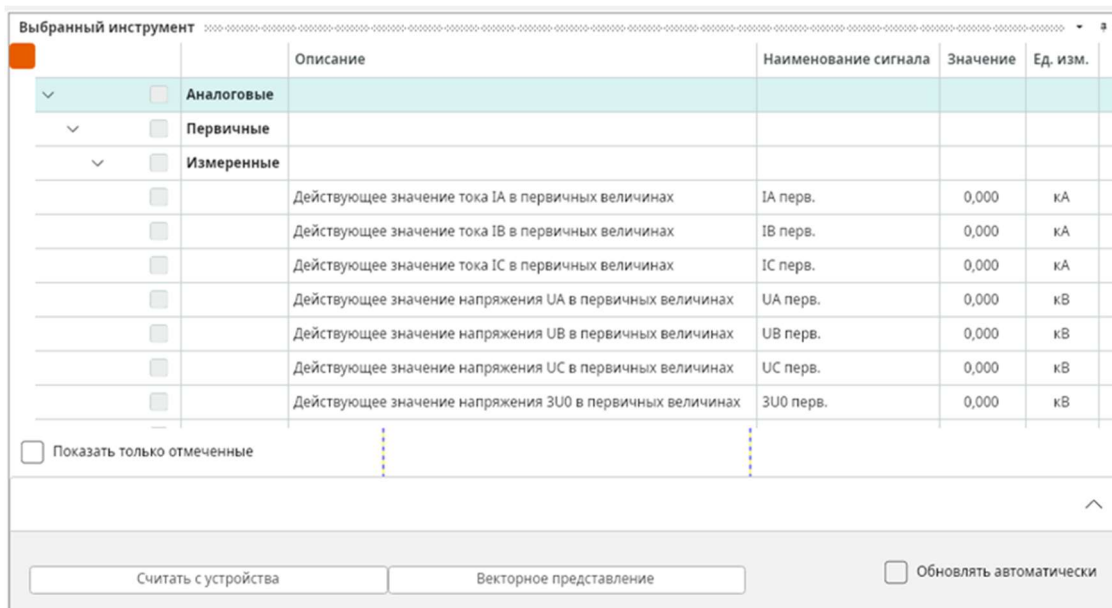 Выбранный инструмент
Описание Наименование сигнала Значение Ед. изм.
Аналоговые
Первичные
Измеренные
Действующее значение тока IA в первичных величинах IA перв. 0,000 кА
Действующее значение тока IB в первичных величинах IB перв. 0,000 кА
Действующее значение тока IC в первичных величинах IC перв. 0,000 кА
Действующее значение напряжения UA в первичных величинах UA перв. 0,000 кВ
Действующее значение напряжения UB в первичных величинах UB перв. 0,000 кВ
Действующее значение напряжения UC в первичных величинах UC перв. 0,000 кВ
Действующее значение напряжения 3U0 в первичных величинах 3U0 перв. 0,000 кВ
Показать только отмеченные
Считать с устройства Векторное представление Обновлять автоматически